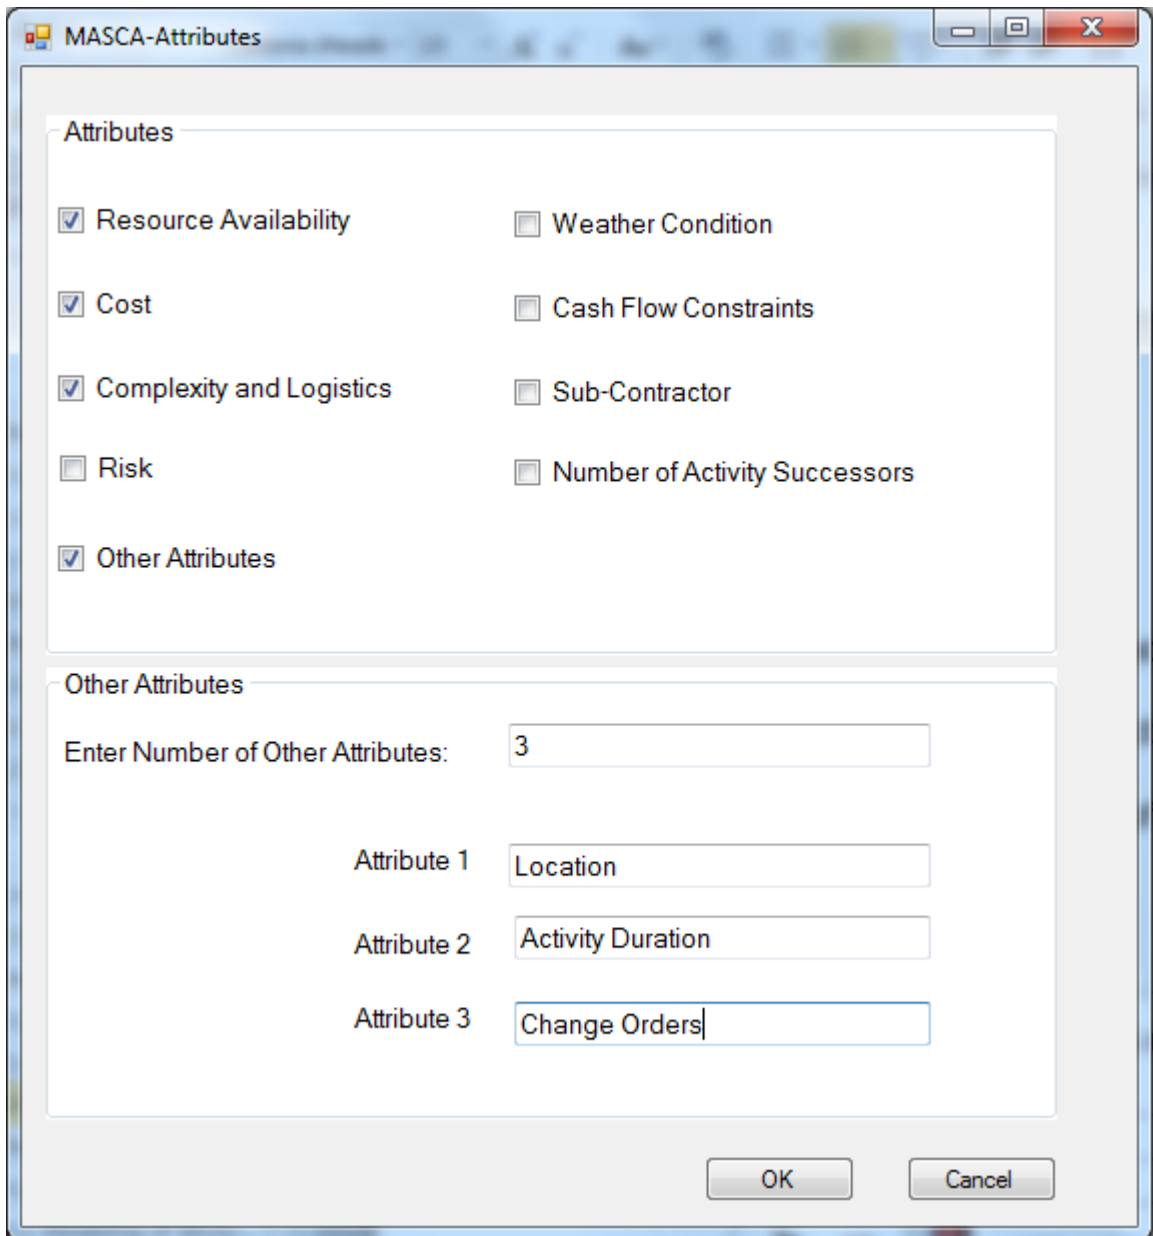 MASCA-Attributes
Attributes
Resource Availability
Weather Condition
Cost
Cash Flow Constraints
Complexity and Logistics
Sub-Contractor
Risk
Number of Activity Successors
Other Attributes
Other Attributes
Enter Number of Other Attributes: 3
Attribute 1 Location
Attribute 2 Activity Duration
Attribute 3 Change Orders
OK Cancel